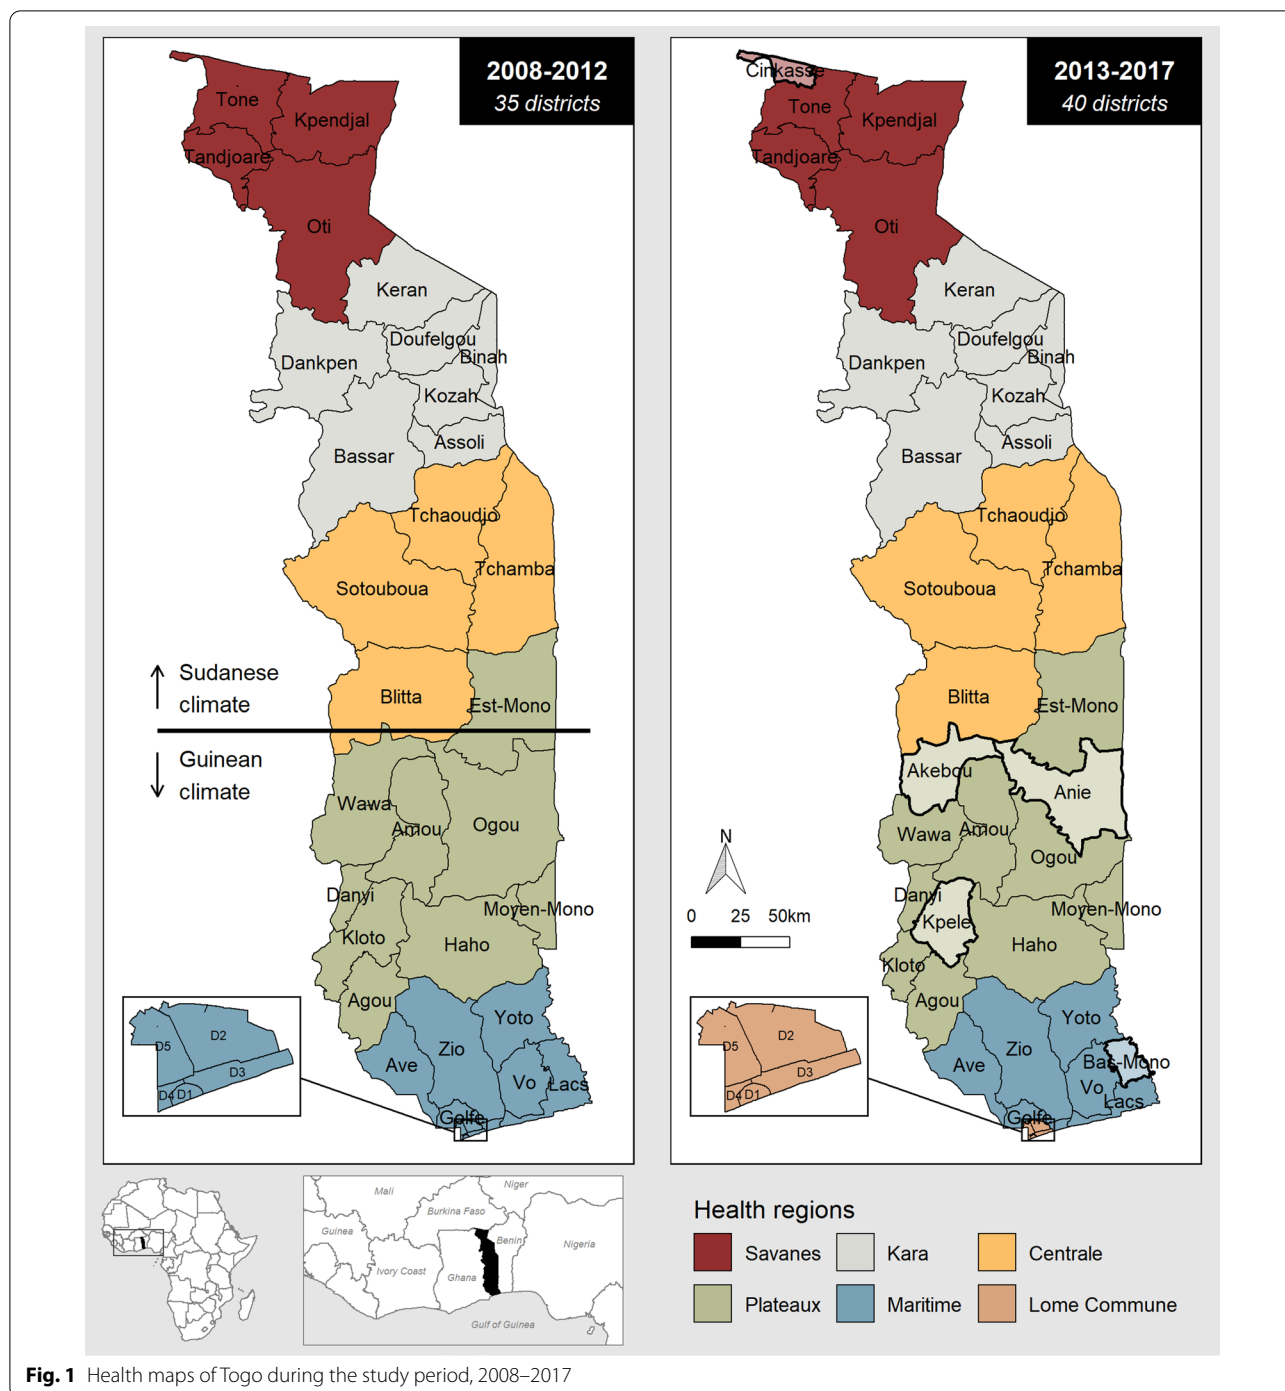 2008-2012
35 districts
Tone
Kpendjal
Tandjoare
Oti
Keran
Doufelgou
Binah
Dankpen
Kozah
Assoli
Bassar
Tchaoudjo
Tchamba
Sotouboua
Sudanese
climate
Blitta
Est-Mono
Guinean
climate
Wawa
Amou
Ogou
Danyi
Moyen-Mono
Kloto
Haho
Agou
Yoto
Zio
Ave
Vo
Lacs
Golfe
D5
D2
D3
D4
D1
2013-2017
40 districts
Cinkasse
Tone
Kpendjal
Tandjoare
Oti
Keran
Doufelgou
Binah
Dankpen
Kozah
Assoli
Bassar
Tchaoudjo
Tchamba
Sotouboua
Blitta
Est-Mono
Akebou
Anie
Wawa
Amou
Ogou
N
0 25 50km
Danyi
Moyen-Mono
Kpele
Haho
Kloto
Agou
Yoto
Zio
Bas-Mono
Ave
Vo
Lacs
Golfe
D5
D2
D3
D4
D1
Mali
Niger
Burkina Faso
Guinea
Benin
Nigeria
Ivory Coast
Ghana
Gulf of Guinea
Health regions
Savanes Kara Centrale
Plateaux Maritime Lome Commune
Fig. 1 Health maps of Togo during the study period, 2008–2017